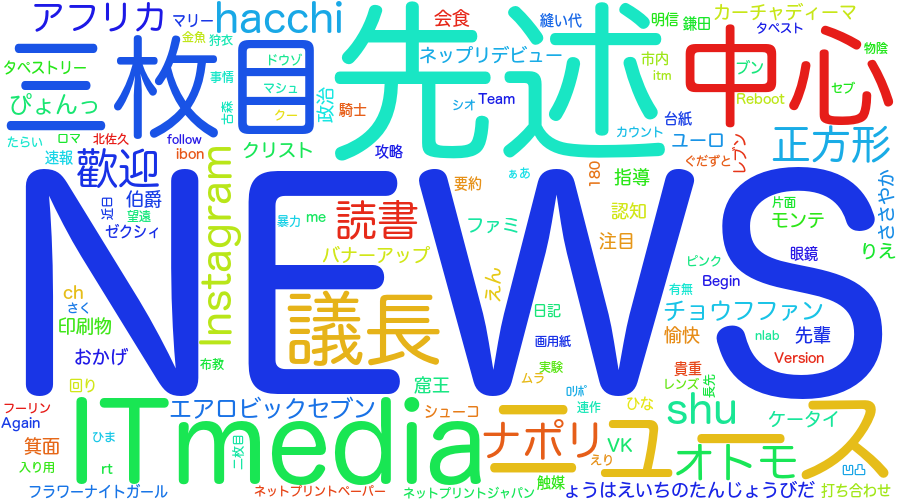 アフリカ
マリー
hacchi
会食
縫い代
明信
鎌田
カーチャディーマ
金魚
狩衣
タペスト
三枚目
ドウゾ
マシュ
クー
先述
ネップリデビュー
市内
itm
ブン
中心
物陰
セブ
タペストリー
事情
政治
騎士
シオ
Team
Reboot
ぴょんっ
古森
カウント
台紙
ユーロ
レブン
正方形
たらい
ロマ
北佐久
follow
ibon
クリスト
攻略
ぐだずと
速報
歡迎
Instagram
要約
ぁあ
180
指導
近日
望遠
伯爵
ゼクシィ
暴力
me
読書
ファミ
認知
片面
モンテ
ささやか
NEWS
バナーアップ
注目
眼鏡
りえ
えん
ピンク
Begin
ch
さく
有無
チョウフファン
印刷物
議長
日記
画用紙
愉快
nlab
先輩
おかげ
布教
実験
貴重
Version
回り
窟王
ムラ
ﾛﾘﾎﾟ
レンズ
長先
フーリン
Again
ITmedia
エアロビックセブン
シューコ
連作
ひな
shu
ケータイ
箕面
ひま
二枚目
ナポリ
ニュース
VK
えり
オトモ
入り用
rt
触媒
凹凸
フラワーナイトガール
ネットプリントペーパー
ネットプリントジャパン
ょうはえいちのたんじょうびだ
打ち合わせ